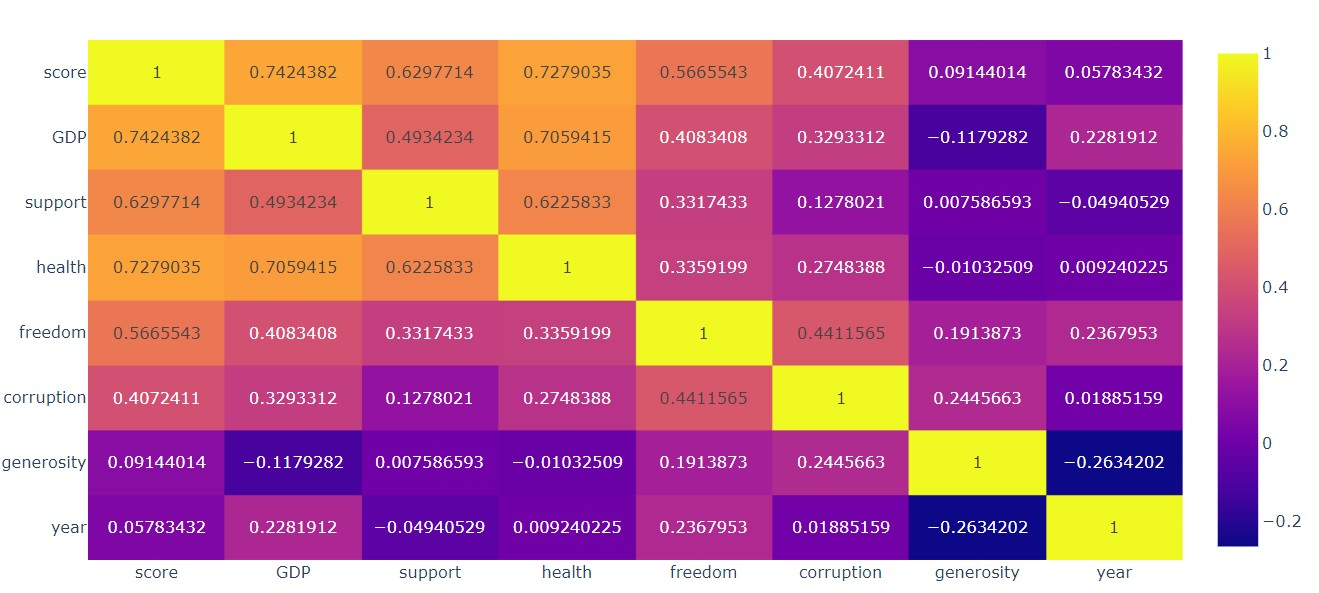 score 1 0.7424382 0.6297714 0.7279035 0.5665543 0.4072411 0.09144014 0.05783432
GDP 0.7424382 1 0.4934234 0.7059415 0.4083408 0.3293312 −0.1179282 0.2281912
support 0.6297714 0.4934234 1 0.6225833 0.3317433 0.1278021 0.007586593 −0.04940529
health 0.7279035 0.7059415 0.6225833 1 0.3359199 0.2748388 −0.01032509 0.009240225
freedom 0.5665543 0.4083408 0.3317433 0.3359199 1 0.4411565 0.1913873 0.2367953
corruption 0.4072411 0.3293312 0.1278021 0.2748388 0.4411565 1 0.2445663 0.01885159
generosity 0.09144014 −0.1179282 0.007586593 −0.01032509 0.1913873 0.2445663 1 −0.2634202
year 0.05783432 0.2281912 −0.04940529 0.009240225 0.2367953 0.01885159 −0.2634202 1
score GDP support health freedom corruption generosity year
1
0.8
0.6
0.4
0.2
0
−0.2